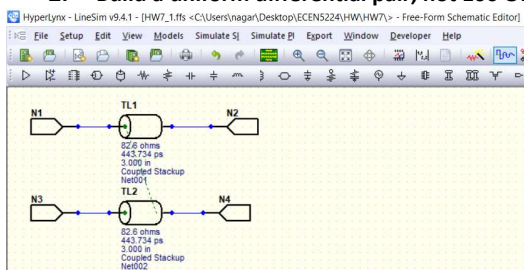 Build a uniform differential pair, not 100 O
HyperLynx - LineSim v9.4.1 - [HW7_1.ffs <C\Users\nagar\Desktop\ECEN5224\HW\HW7\> - Free-Form Schematic Editor]
File Setup Edit View Models Simulate SI Simulate PI Export Window Developer Help
N1 TL1 N2
82.6 ohms
443.734 ps
3.000 in
Coupled Stackup
Net001
N3 TL2 N4
82.6 ohms
443.734 ps
3.000 in
Coupled Stackup
Net002